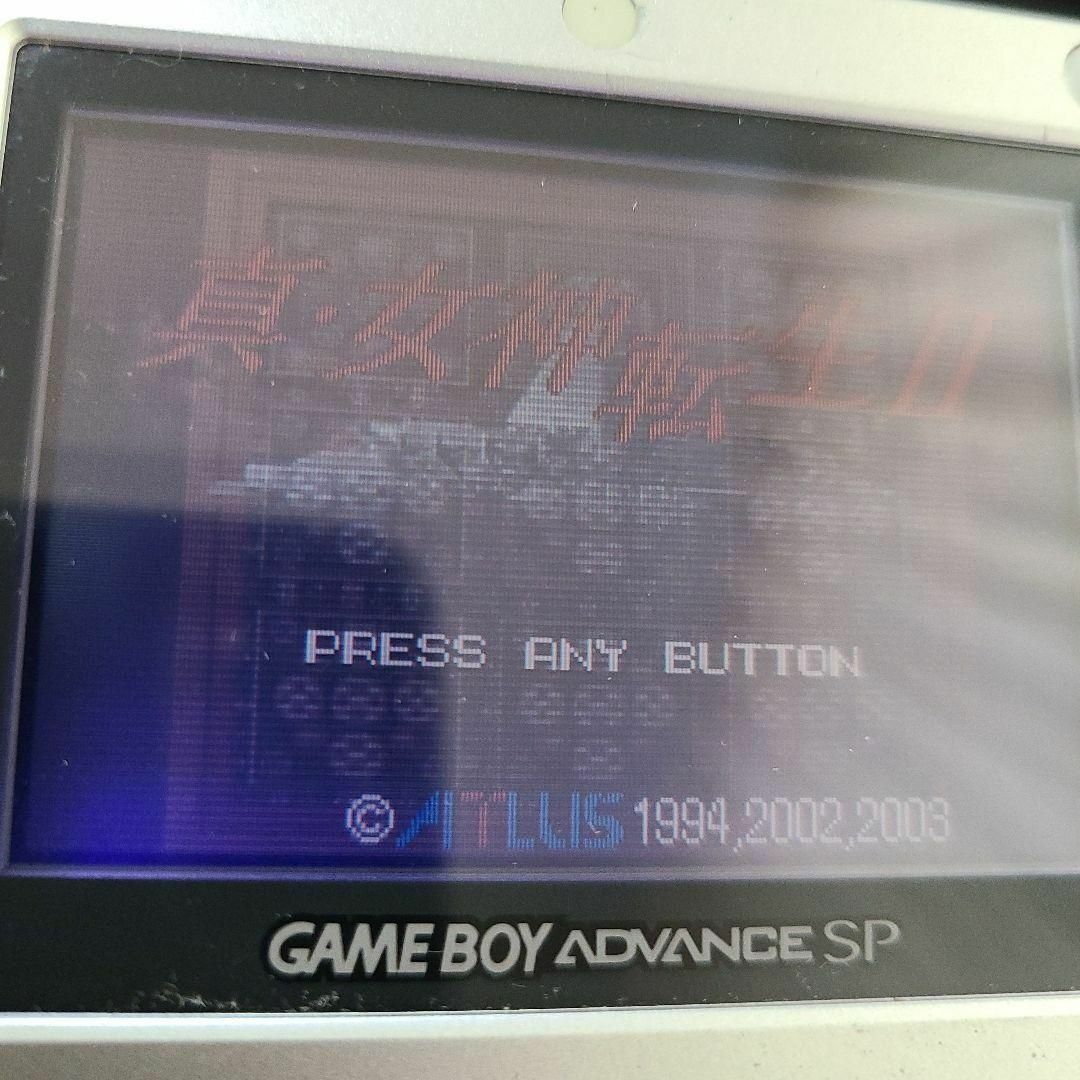 真・女神転生II
PRESS ANY BUTTON
© ATLUS 1994,2002,2003
GAME BOY ADVANCE SP